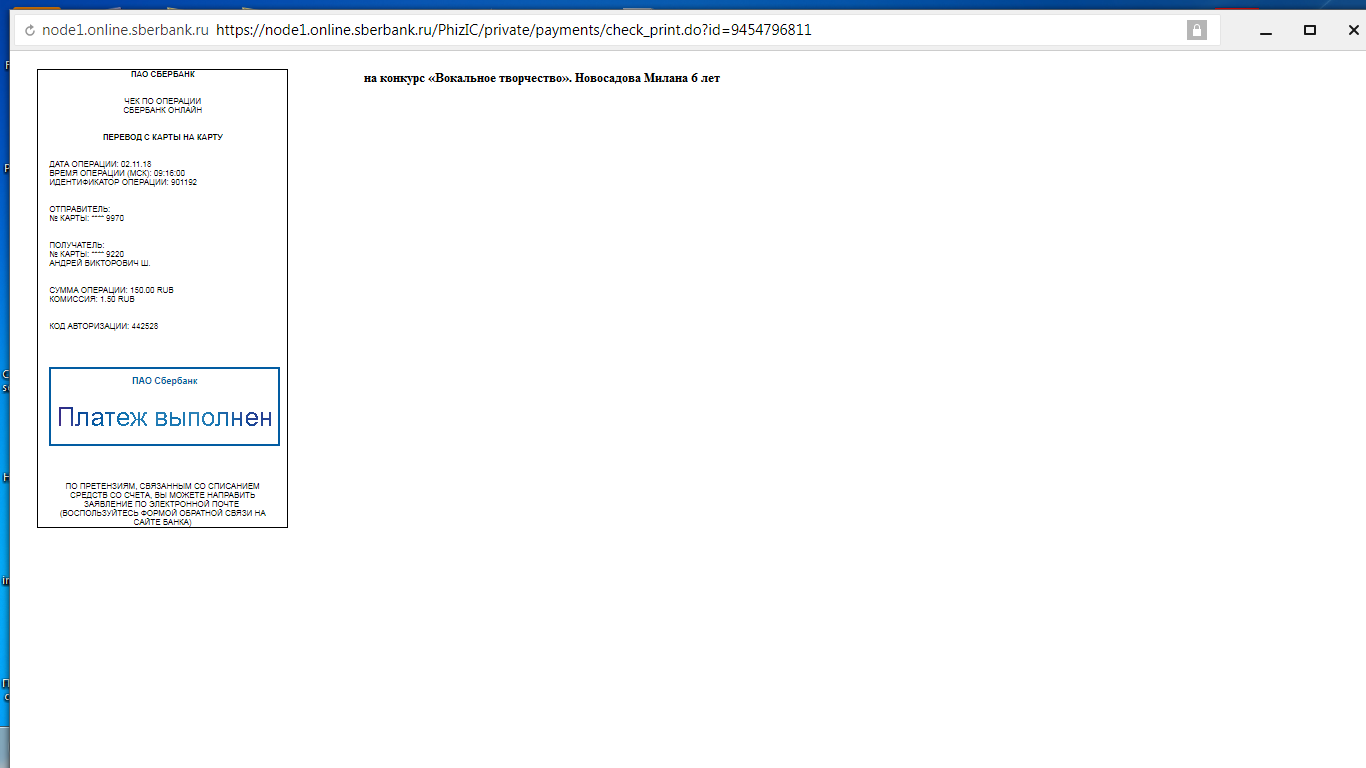 node1.online.sberbank.ru https://node1.online.sberbank.ru/PhizIC/private/payments/check_print.do?id=9454796811
ПАО СБЕРБАНК
ЧЕК ПО ОПЕРАЦИИ
СБЕРБАНК ОНЛАЙН
ПЕРЕВОД С КАРТЫ НА КАРТУ
ДАТА ОПЕРАЦИИ: 02.11.18
ВРЕМЯ ОПЕРАЦИИ (МСК): 09:16:00
ИДЕНТИФИКАТОР ОПЕРАЦИИ: 901192
ОТПРАВИТЕЛЬ:
№ КАРТЫ: **** 9970
ПОЛУЧАТЕЛЬ:
№ КАРТЫ: **** 9220
АНДРЕЙ ВИКТОРОВИЧ Ш.
СУММА ОПЕРАЦИИ: 150.00 RUB
КОМИССИЯ: 1.50 RUB
КОД АВТОРИЗАЦИИ: 442528
ПАО Сбербанк
Платеж выполнен
ПО ПРЕТЕНЗИЯМ, СВЯЗАННЫМ СО СПИСАНИЕМ
СРЕДСТВ СО СЧЕТА, ВЫ МОЖЕТЕ НАПРАВИТЬ
ЗАЯВЛЕНИЕ ПО ЭЛЕКТРОННОЙ ПОЧТЕ
(ВОСПОЛЬЗУЙТЕСЬ ФОРМОЙ ОБРАТНОЙ СВЯЗИ НА
САЙТЕ БАНКА)
на конкурс «Вокальное творчество». Новосадова Милана 6 лет